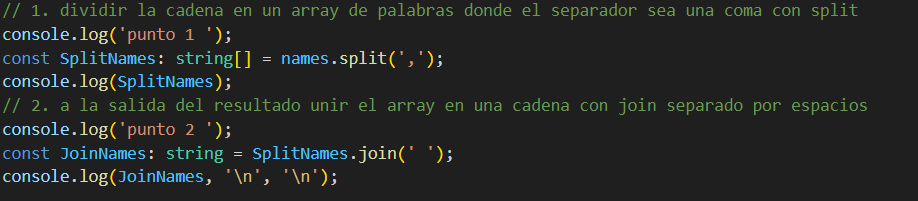 // 1. dividir la cadena en un array de palabras donde el separador sea una coma con split
console.log('punto 1 ');
const SplitNames: string[] = names.split(',');
console.log(SplitNames);
// 2. a la salida del resultado unir el array en una cadena con join separado por espacios
console.log('punto 2 ');
const JoinNames: string = SplitNames.join(' ');
console.log(JoinNames, '\n', '\n');